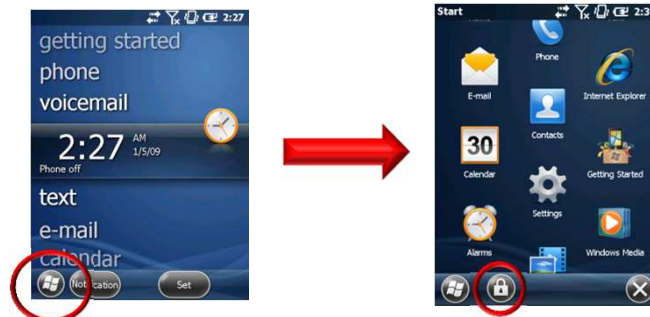 2:27
getting started
phone
voicemail
2:27 AM
1/5/09
Phone off
text
e-mail
calendar
Set
Start
Phone
E-mail
Internet Explorer
Contacts
30
Calendar
Getting Started
Settings
Alarms
Windows Media